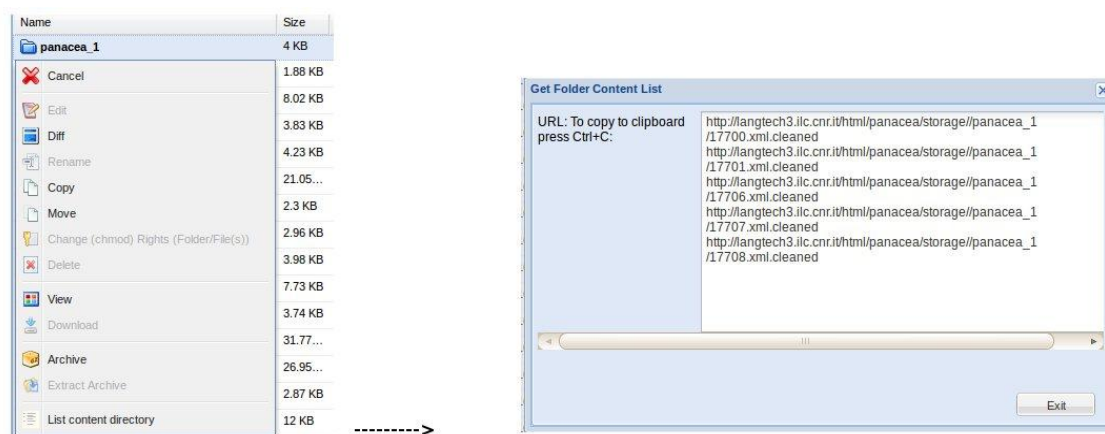 Name Size
panacea_1 4 KB
Cancel 1.88 KB
Edit 8.02 KB
Diff 3.83 KB
Rename 4.23 KB
Copy 21.05...
Move 2.3 KB
Change (chmod) Rights (Folder/File(s)) 2.96 KB
Delete 3.98 KB
7.73 KB
View 3.74 KB
Download 31.77...
Archive 26.95...
Extract Archive 2.87 KB
List content directory 12 KB
--------->
Get Folder Content List
URL: To copy to clipboard
press Ctrl+C:
http://langtech3.ilc.cnr.it/html/panacea/storage//panacea_1
/17700.xml.cleaned
http://langtech3.ilc.cnr.it/html/panacea/storage//panacea_1
/17701.xml.cleaned
http://langtech3.ilc.cnr.it/html/panacea/storage//panacea_1
/17706.xml.cleaned
http://langtech3.ilc.cnr.it/html/panacea/storage//panacea_1
/17707.xml.cleaned
http://langtech3.ilc.cnr.it/html/panacea/storage//panacea_1
/17708.xml.cleaned
Exit